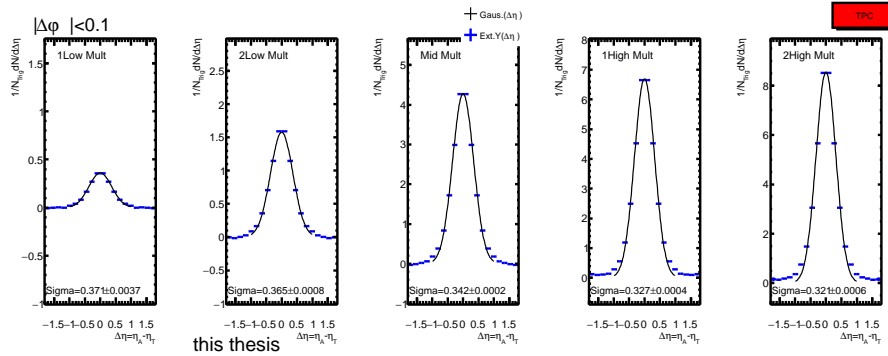 |Δφ |<0.1
Gaus.(Δη)
Ext.Y(Δη)
TPC
1/N_Trig dN/dΔη
1Low Mult
1.5
1
0.5
0
−0.5
−1
Sigma=0.371±0.0037
−1.5−1−0.5 0 0.5 1 1.5
Δη=η_A-η_T
1/N_Trig dN/dΔη
2Low Mult
2.5
2
1.5
1
0.5
0
−0.5
−1
Sigma=0.365±0.0008
−1.5−1−0.5 0 0.5 1 1.5
Δη=η_A-η_T
1/N_Trig dN/dΔη
Mid Mult
5
4
3
2
1
0
−1
Sigma=0.342±0.0002
−1.5−1−0.5 0 0.5 1 1.5
Δη=η_A-η_T
1/N_Trig dN/dΔη
1High Mult
8
7
6
5
4
3
2
1
0
Sigma=0.327±0.0004
−1.5−1−0.5 0 0.5 1 1.5
Δη=η_A-η_T
1/N_Trig dN/dΔη
2High Mult
8
6
4
2
0
Sigma=0.321±0.0006
−1.5−1−0.5 0 0.5 1 1.5
Δη=η_A-η_T
this thesis